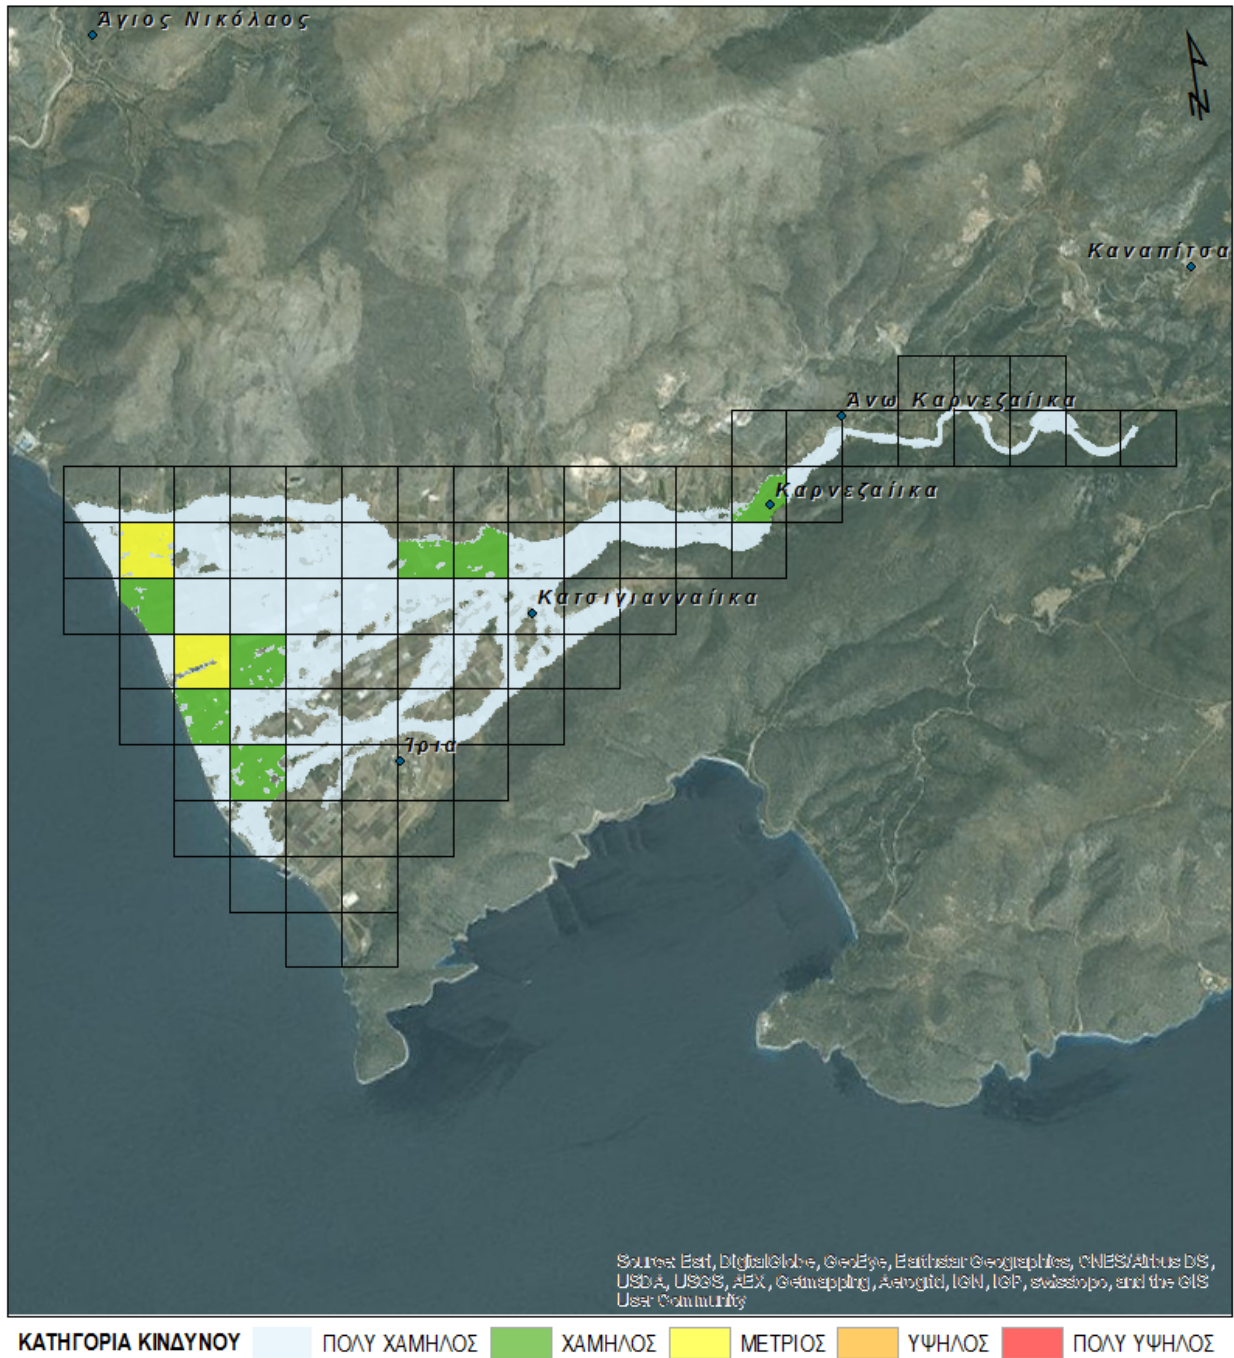 Άγιος Νικόλαος
Ν
Καναπίτσα
Άνω Καρνεζαίικα
Καρνεζαίικα
Κατσιγιανναίικα
Ίρια
Source: Esri, DigitalGlobe, GeoEye, Earthstar Geographics, CNES/Airbus DS,
USDA, USGS, AEX, Getmapping, Aerogrid, IGN, IGP, swisstopo, and the GIS
User Community
ΚΑΤΗΓΟΡΙΑ ΚΙΝΔΥΝΟΥ ΠΟΛΥ ΧΑΜΗΛΟΣ ΧΑΜΗΛΟΣ ΜΕΤΡΙΟΣ ΥΨΗΛΟΣ ΠΟΛΥ ΥΨΗΛΟΣ